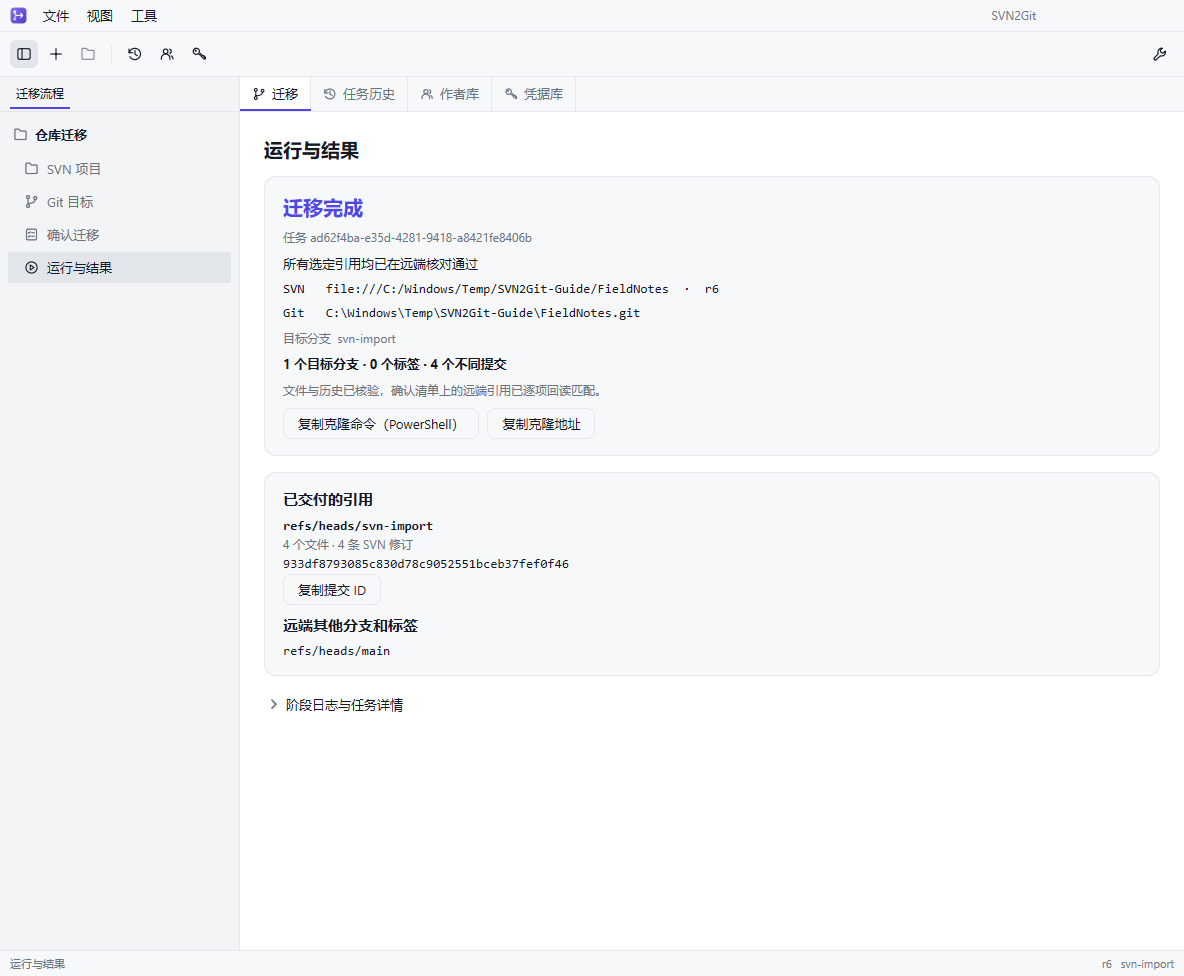 文件 视图 工具 SVN2Git
迁移流程
迁移 任务历史 作者库 凭据库
仓库迁移
SVN 项目
Git 目标
确认迁移
运行与结果
运行与结果
迁移完成
任务 ad62f4ba-e35d-4281-9418-a8421fe8406b
所有选定引用均已在远端核对通过
SVN file:///C:/Windows/Temp/SVN2Git-Guide/FieldNotes · r6
Git C:\Windows\Temp\SVN2Git-Guide\FieldNotes.git
目标分支 svn-import
1 个目标分支 · 0 个标签 · 4 个不同提交
文件与历史已核验，确认清单上的远端引用已逐项回读匹配。
复制克隆命令（PowerShell） 复制克隆地址
已交付的引用
refs/heads/svn-import
4 个文件 · 4 条 SVN 修订
933df8793085c830d78c9052551bceb37fef0f46
复制提交 ID
远端其他分支和标签
refs/heads/main
阶段日志与任务详情
运行与结果 r6 svn-import